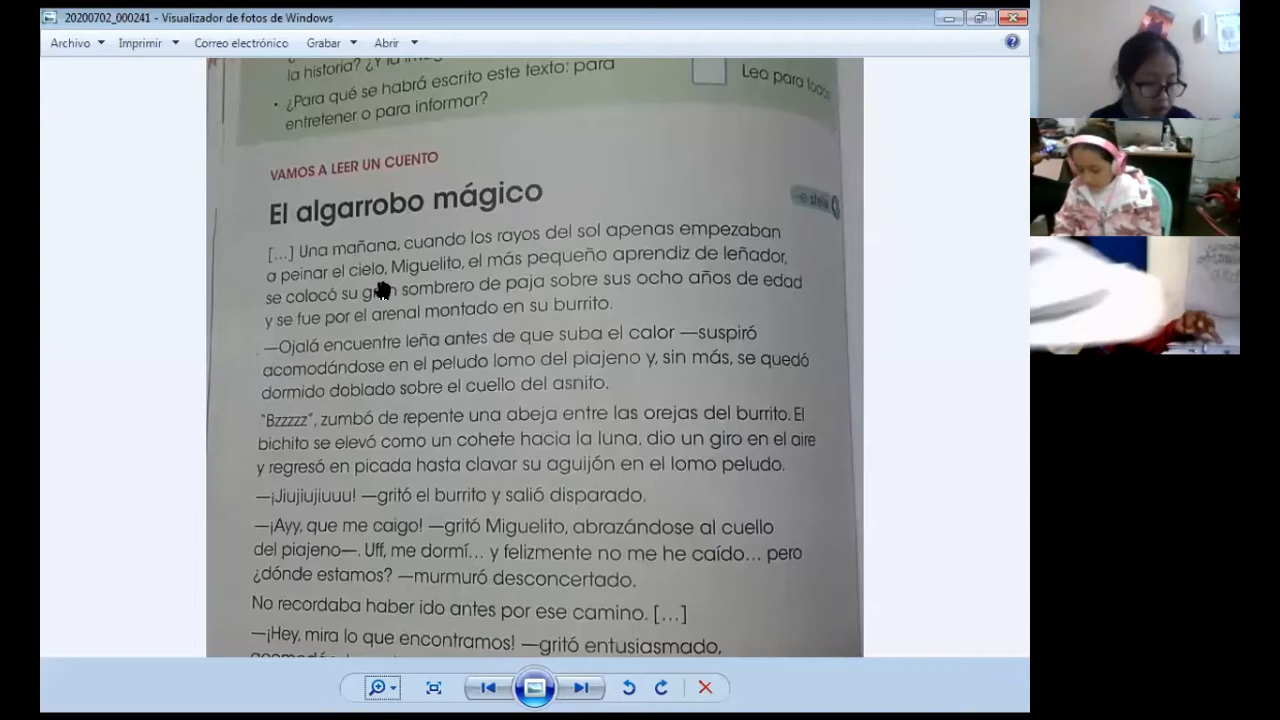 20200702_000241 - Visualizador de fotos de Windows
Archivo Imprimir Correo electrónico Grabar Abrir
la historia? ¿Y
• ¿Para qué se habrá escrito este texto: para
entretener o para informar?
Leo para todos
VAMOS A LEER UN CUENTO
El algarrobo mágico
[...] Una mañana, cuando los rayos del sol apenas empezaban
a peinar el cielo, Miguelito, el más pequeño aprendiz de leñador,
se colocó su gran sombrero de paja sobre sus ocho años de edad
y se fue por el arenal montado en su burrito.
—Ojalá encuentre leña antes de que suba el calor —suspiró
acomodándose en el peludo lomo del piajeno y, sin más, se quedó
dormido doblado sobre el cuello del asnito.
“Bzzzzz”, zumbó de repente una abeja entre las orejas del burrito. El
bichito se elevó como un cohete hacia la luna, dio un giro en el aire
y regresó en picada hasta clavar su aguijón en el lomo peludo.
—¡Jiujiujiuuu! —gritó el burrito y salió disparado.
—¡Ayy, que me caigo! —gritó Miguelito, abrazándose al cuello
del piajeno—. Uff, me dormí... y felizmente no me he caído... pero
¿dónde estamos? —murmuró desconcertado.
No recordaba haber ido antes por ese camino. [...]
—¡Hey, mira lo que encontramos! —gritó entusiasmado,